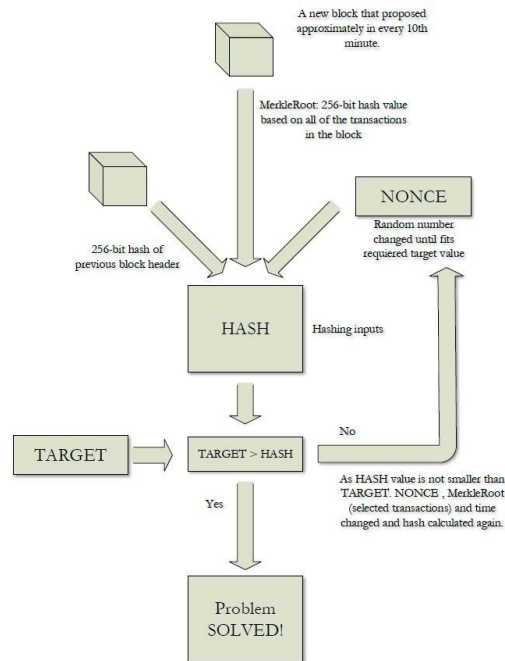 A new block that proposed
approximately in every 10th
minute.
MerkleRoot: 256-bit hash value
based on all of the transactions
in the block
256-bit hash of
previous block header
NONCE
Random number
changed until fits
requiered target value
HASH
Hashing inputs
TARGET
TARGET > HASH
No
As HASH value is not smaller than
TARGET. NONCE , MerkleRoot
(selected transactions) and time
changed and hash calculated again.
Yes
Problem
SOLVED!